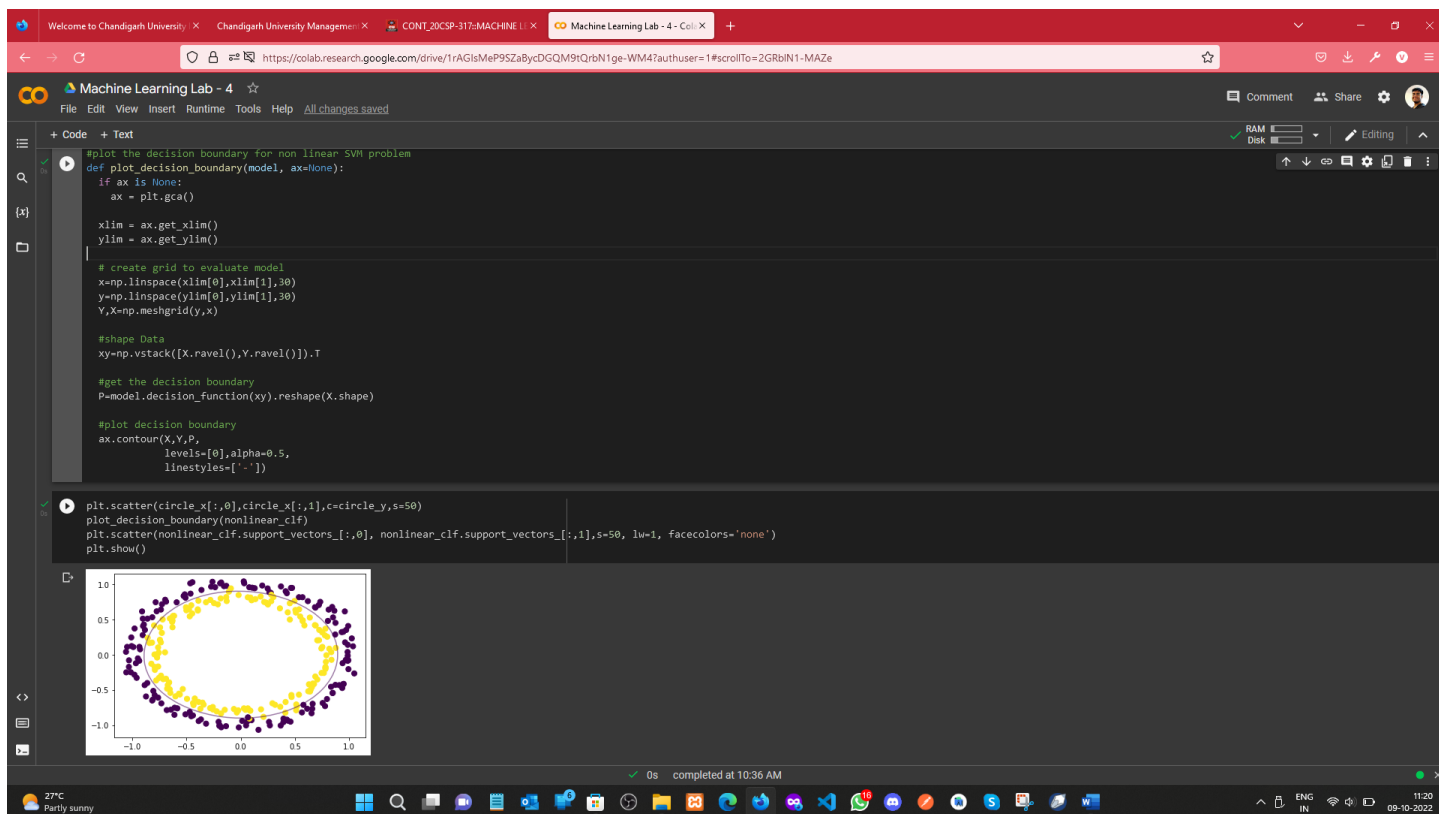 Welcome to Chandigarh University |
Chandigarh University Management
CONT_20CSP-317::MACHINE LE
Machine Learning Lab - 4 - Cola
https://colab.research.google.com/drive/1rAGIsMeP9SZaBycDGQM9tQrbN1ge-WM4?authuser=1#scrollTo=2GRbIN1-MAZe
Machine Learning Lab - 4
File Edit View Insert Runtime Tools Help All changes saved
Comment Share
+ Code + Text
RAM
Disk
Editing
#plot the decision boundary for non linear SVM problem
def plot_decision_boundary(model, ax=None):
  if ax is None:
    ax = plt.gca()
  xlim = ax.get_xlim()
  ylim = ax.get_ylim()
  # create grid to evaluate model
  x=np.linspace(xlim[0],xlim[1],30)
  y=np.linspace(ylim[0],ylim[1],30)
  Y,X=np.meshgrid(y,x)
  #shape Data
  xy=np.vstack([X.ravel(),Y.ravel()]).T
  #get the decision boundary
  P=model.decision_function(xy).reshape(X.shape)
  #plot decision boundary
  ax.contour(X,Y,P,
             levels=[0],alpha=0.5,
             linestyles=['-'])
plt.scatter(circle_x[:,0],circle_x[:,1],c=circle_y,s=50)
plot_decision_boundary(nonlinear_clf)
plt.scatter(nonlinear_clf.support_vectors_[:,0], nonlinear_clf.support_vectors_[:,1],s=50, lw=1, facecolors='none')
plt.show()
1.0
0.5
0.0
−0.5
−1.0
−1.0 −0.5 0.0 0.5 1.0
0s completed at 10:36 AM
27°C
Partly sunny
6
16
ENG
IN
11:20
09-10-2022